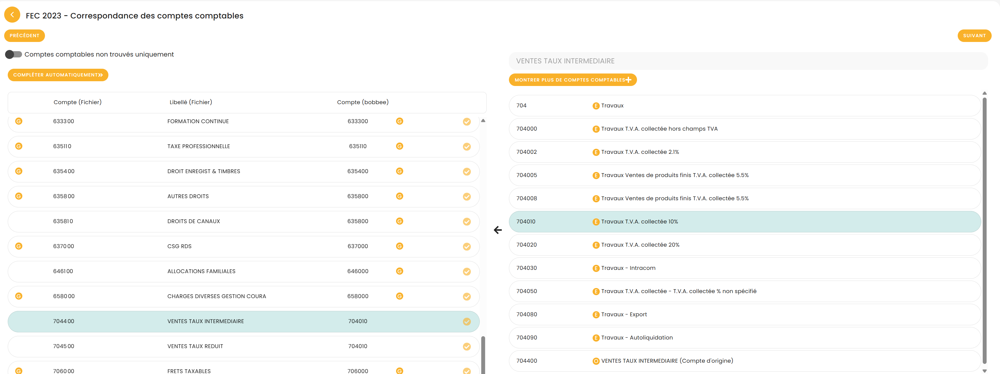 FEC 2023 - Correspondance des comptes comptables
PRÉCÉDENT
SUIVANT
Comptes comptables non trouvés uniquement
COMPLÉTER AUTOMATIQUEMENT
Compte (Fichier) Libellé (Fichier) Compte (bobbee)
G 633300 FORMATION CONTINUE 633300 G
G 635110 TAXE PROFESSIONNELLE 635110 G
G 635400 DROIT ENREGIST & TIMBRES 635400 G
G 635800 AUTRES DROITS 635800 G
635810 DROITS DE CANAUX 635800 G
G 637000 CSG RDS 637000 G
646100 ALLOCATIONS FAMILIALES 646000 G
G 658000 CHARGES DIVERSES GESTION COURA 658000 G
704400 VENTES TAUX INTERMEDIAIRE 704010
704500 VENTES TAUX REDUIT 704010
G 706000 FRETS TAXABLES 706000 G
VENTES TAUX INTERMEDIAIRE
MONTRER PLUS DE COMPTES COMPTABLES
704 E Travaux
704000 E Travaux T.V.A. collectée hors champs TVA
704002 E Travaux T.V.A. collectée 2.1%
704005 E Travaux Ventes de produits finis T.V.A. collectée 5.5%
704008 E Travaux Ventes de produits finis T.V.A. collectée 5.5%
704010 E Travaux T.V.A. collectée 10%
704020 E Travaux T.V.A. collectée 20%
704030 E Travaux - Intracom
704050 E Travaux T.V.A. collectée - T.V.A. collectée % non spécifié
704080 E Travaux - Export
704090 E Travaux - Autoliquidation
704400 O VENTES TAUX INTERMEDIAIRE (Compte d'origine)